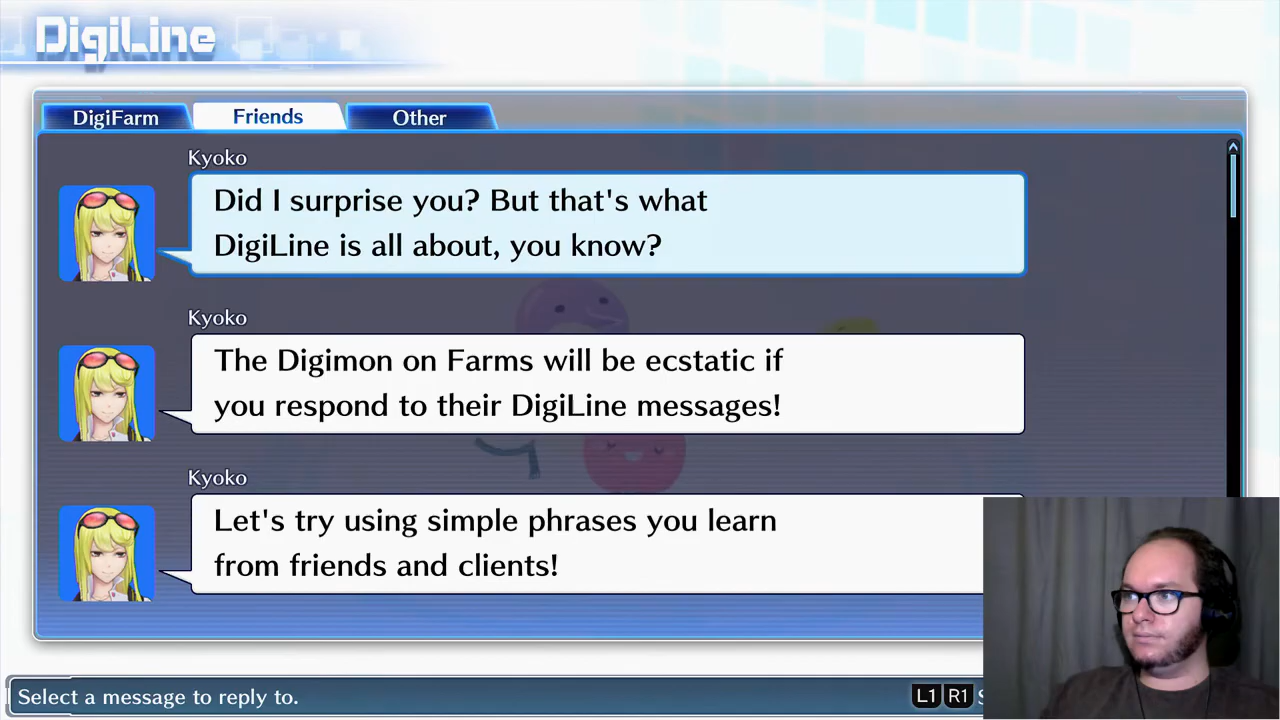 DigiLine
DigiFarm
Friends
Other
Kyoko
Did I surprise you? But that's what
DigiLine is all about, you know?
Kyoko
The Digimon on Farms will be ecstatic if
you respond to their DigiLine messages!
Kyoko
Let's try using simple phrases you learn
from friends and clients!
Select a message to reply to.
L1 R1